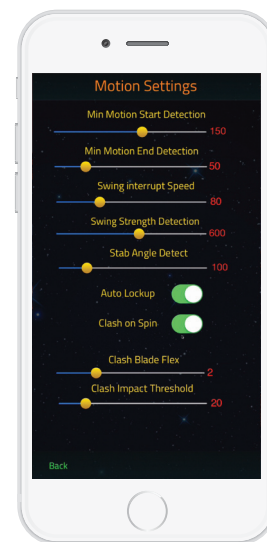 Motion Settings
Min Motion Start Detection
150
Min Motion End Detection
50
Swing interrupt Speed
80
Swing Strength Detection
600
Stab Angle Detect
100
Auto Lockup
Clash on Spin
Clash Blade Flex
2
Clash Impact Threshold
20
Back